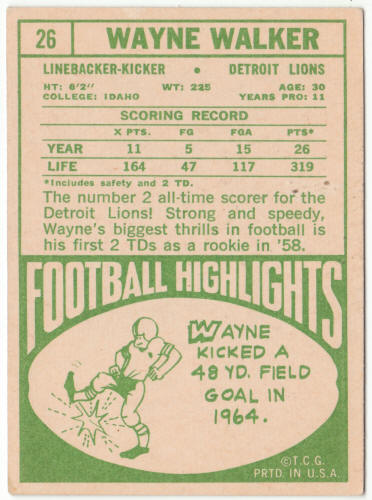 26 WAYNE WALKER
LINEBACKER-KICKER • DETROIT LIONS
HT: 6'2" WT: 225 AGE: 30
COLLEGE: IDAHO YEARS PRO: 11
SCORING RECORD
X PTS. FG FGA PTS*
YEAR 11 5 15 26
LIFE 164 47 117 319
*Includes safety and 2 TD.
The number 2 all-time scorer for the
Detroit Lions! Strong and speedy,
Wayne's biggest thrills in football is
his first 2 TDs as a rookie in '58.
FOOTBALL HIGHLIGHTS
WAYNE
KICKED A
48 YD. FIELD
GOAL IN
1964.
©T.C.G.
PRTD. IN U.S.A.